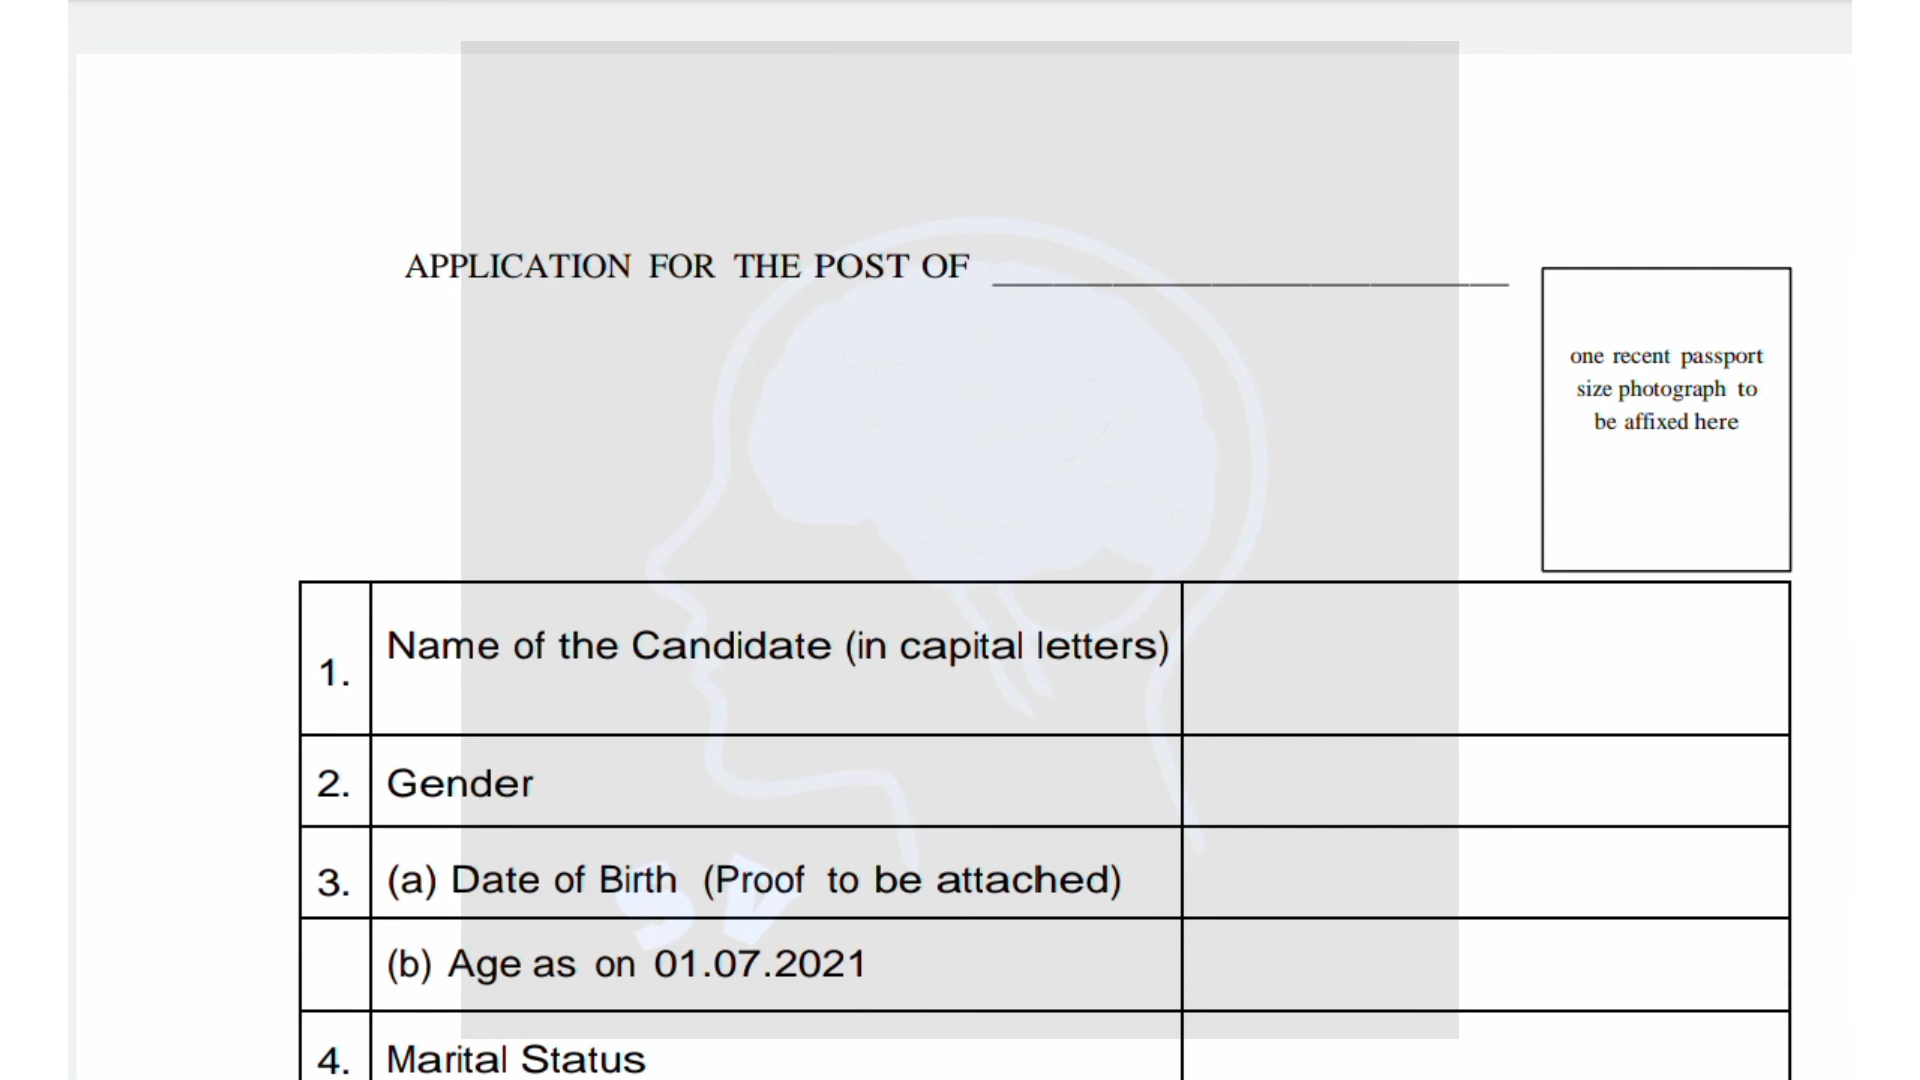 APPLICATION FOR THE POST OF
one recent passport
size photograph to
be affixed here
1. Name of the Candidate (in capital letters)
2. Gender
3. (a) Date of Birth (Proof to be attached)
(b) Age as on 01.07.2021
4. Marital Status
SV